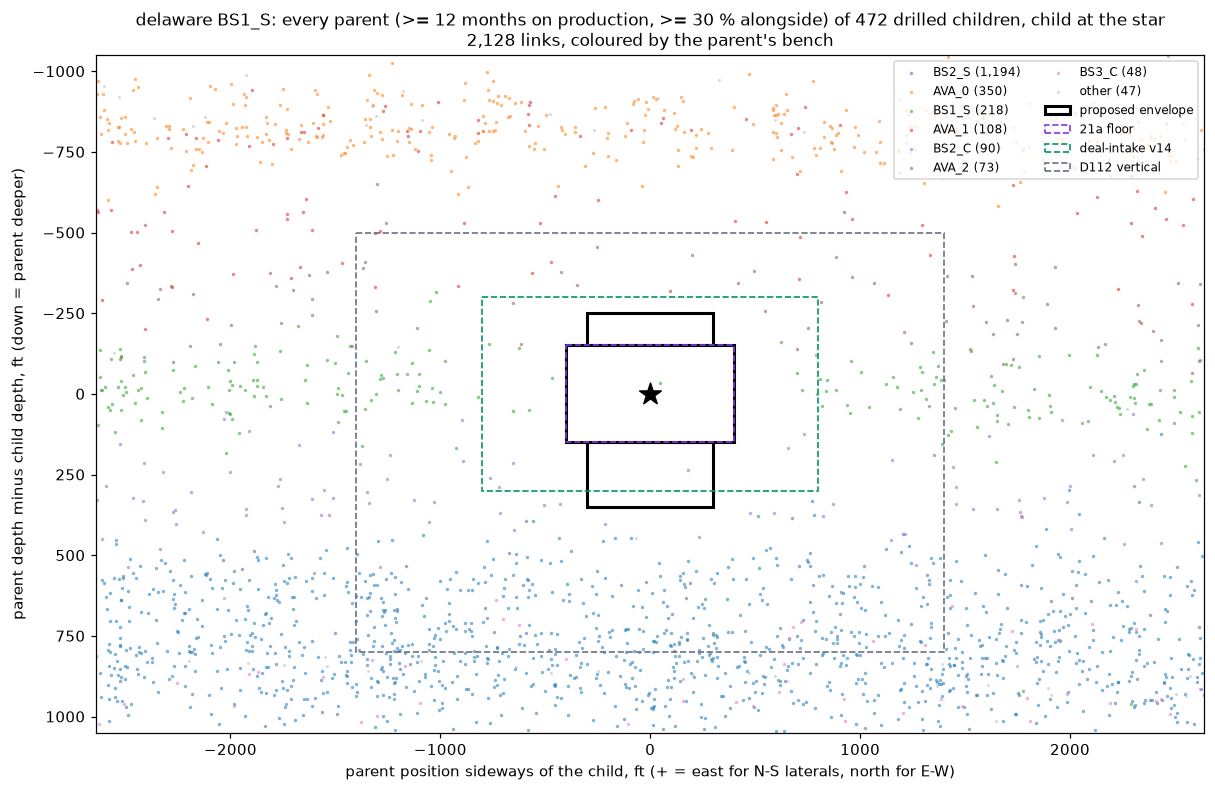 delaware BS1_S: every parent (>= 12 months on production, >= 30 % alongside) of 472 drilled children, child at the star
2,128 links, coloured by the parent's bench
BS2_S (1,194)
AVA_0 (350)
BS1_S (218)
AVA_1 (108)
BS2_C (90)
AVA_2 (73)
BS3_C (48)
other (47)
proposed envelope
21a floor
deal-intake v14
D112 vertical
parent depth minus child depth, ft (down = parent deeper)
−1000
−750
−500
−250
0
250
500
750
1000
−2000
−1000
0
1000
2000
parent position sideways of the child, ft (+ = east for N-S laterals, north for E-W)